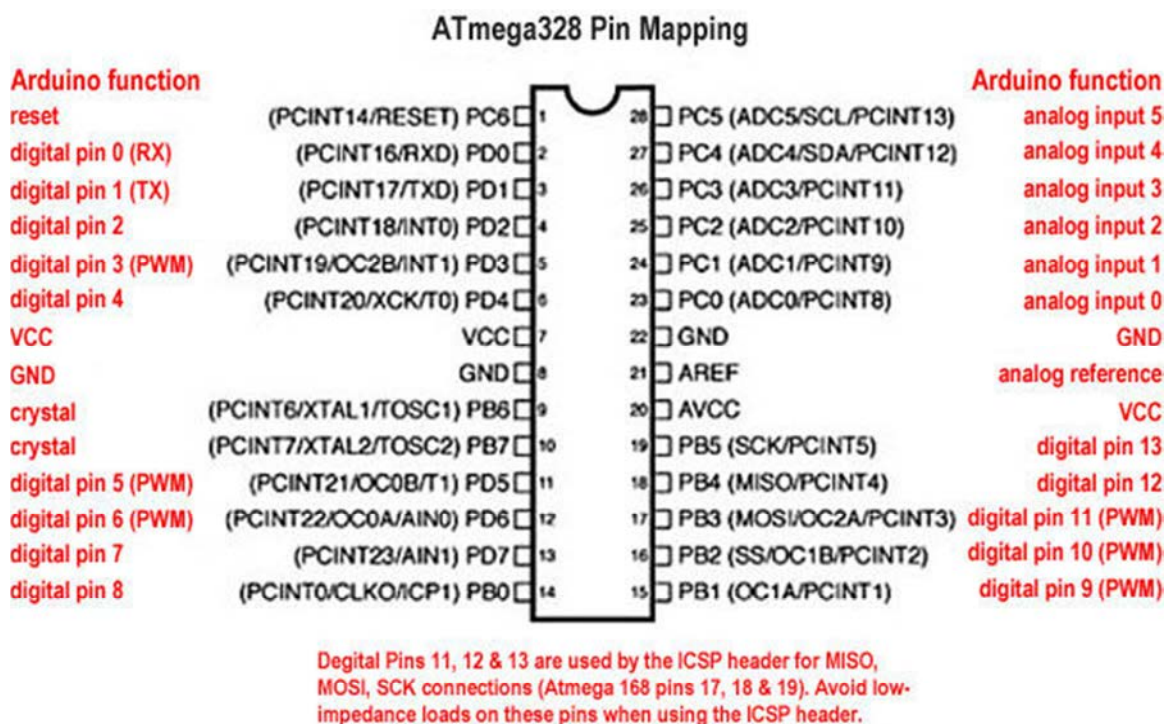 ATmega328 Pin Mapping
Arduino function Arduino function
reset (PCINT14/RESET) PC6 1 28 PC5 (ADC5/SCL/PCINT13) analog input 5
digital pin 0 (RX) (PCINT16/RXD) PD0 2 27 PC4 (ADC4/SDA/PCINT12) analog input 4
digital pin 1 (TX) (PCINT17/TXD) PD1 3 26 PC3 (ADC3/PCINT11) analog input 3
digital pin 2 (PCINT18/INT0) PD2 4 25 PC2 (ADC2/PCINT10) analog input 2
digital pin 3 (PWM) (PCINT19/OC2B/INT1) PD3 5 24 PC1 (ADC1/PCINT9) analog input 1
digital pin 4 (PCINT20/XCK/T0) PD4 6 23 PC0 (ADC0/PCINT8) analog input 0
VCC VCC 7 22 GND GND
GND GND 8 21 AREF analog reference
crystal (PCINT6/XTAL1/TOSC1) PB6 9 20 AVCC VCC
crystal (PCINT7/XTAL2/TOSC2) PB7 10 19 PB5 (SCK/PCINT5) digital pin 13
digital pin 5 (PWM) (PCINT21/OC0B/T1) PD5 11 18 PB4 (MISO/PCINT4) digital pin 12
digital pin 6 (PWM) (PCINT22/OC0A/AIN0) PD6 12 17 PB3 (MOSI/OC2A/PCINT3) digital pin 11 (PWM)
digital pin 7 (PCINT23/AIN1) PD7 13 16 PB2 (SS/OC1B/PCINT2) digital pin 10 (PWM)
digital pin 8 (PCINT0/CLKO/ICP1) PB0 14 15 PB1 (OC1A/PCINT1) digital pin 9 (PWM)
Degital Pins 11, 12 & 13 are used by the ICSP header for MISO,
MOSI, SCK connections (Atmega 168 pins 17, 18 & 19). Avoid low-
impedance loads on these pins when using the ICSP header.